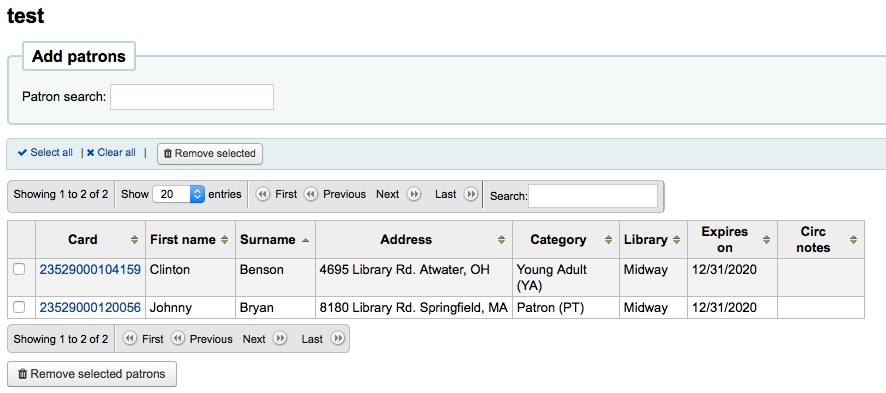 test
Add patrons
Patron search:
Select all | Clear all | Remove selected
Showing 1 to 2 of 2 Show 20 entries First Previous Next Last Search:
Card First name Surname Address Category Library Expires on Circ notes
23529000104159 Clinton Benson 4695 Library Rd. Atwater, OH Young Adult (YA) Midway 12/31/2020
23529000120056 Johnny Bryan 8180 Library Rd. Springfield, MA Patron (PT) Midway 12/31/2020
Showing 1 to 2 of 2 First Previous Next Last
Remove selected patrons